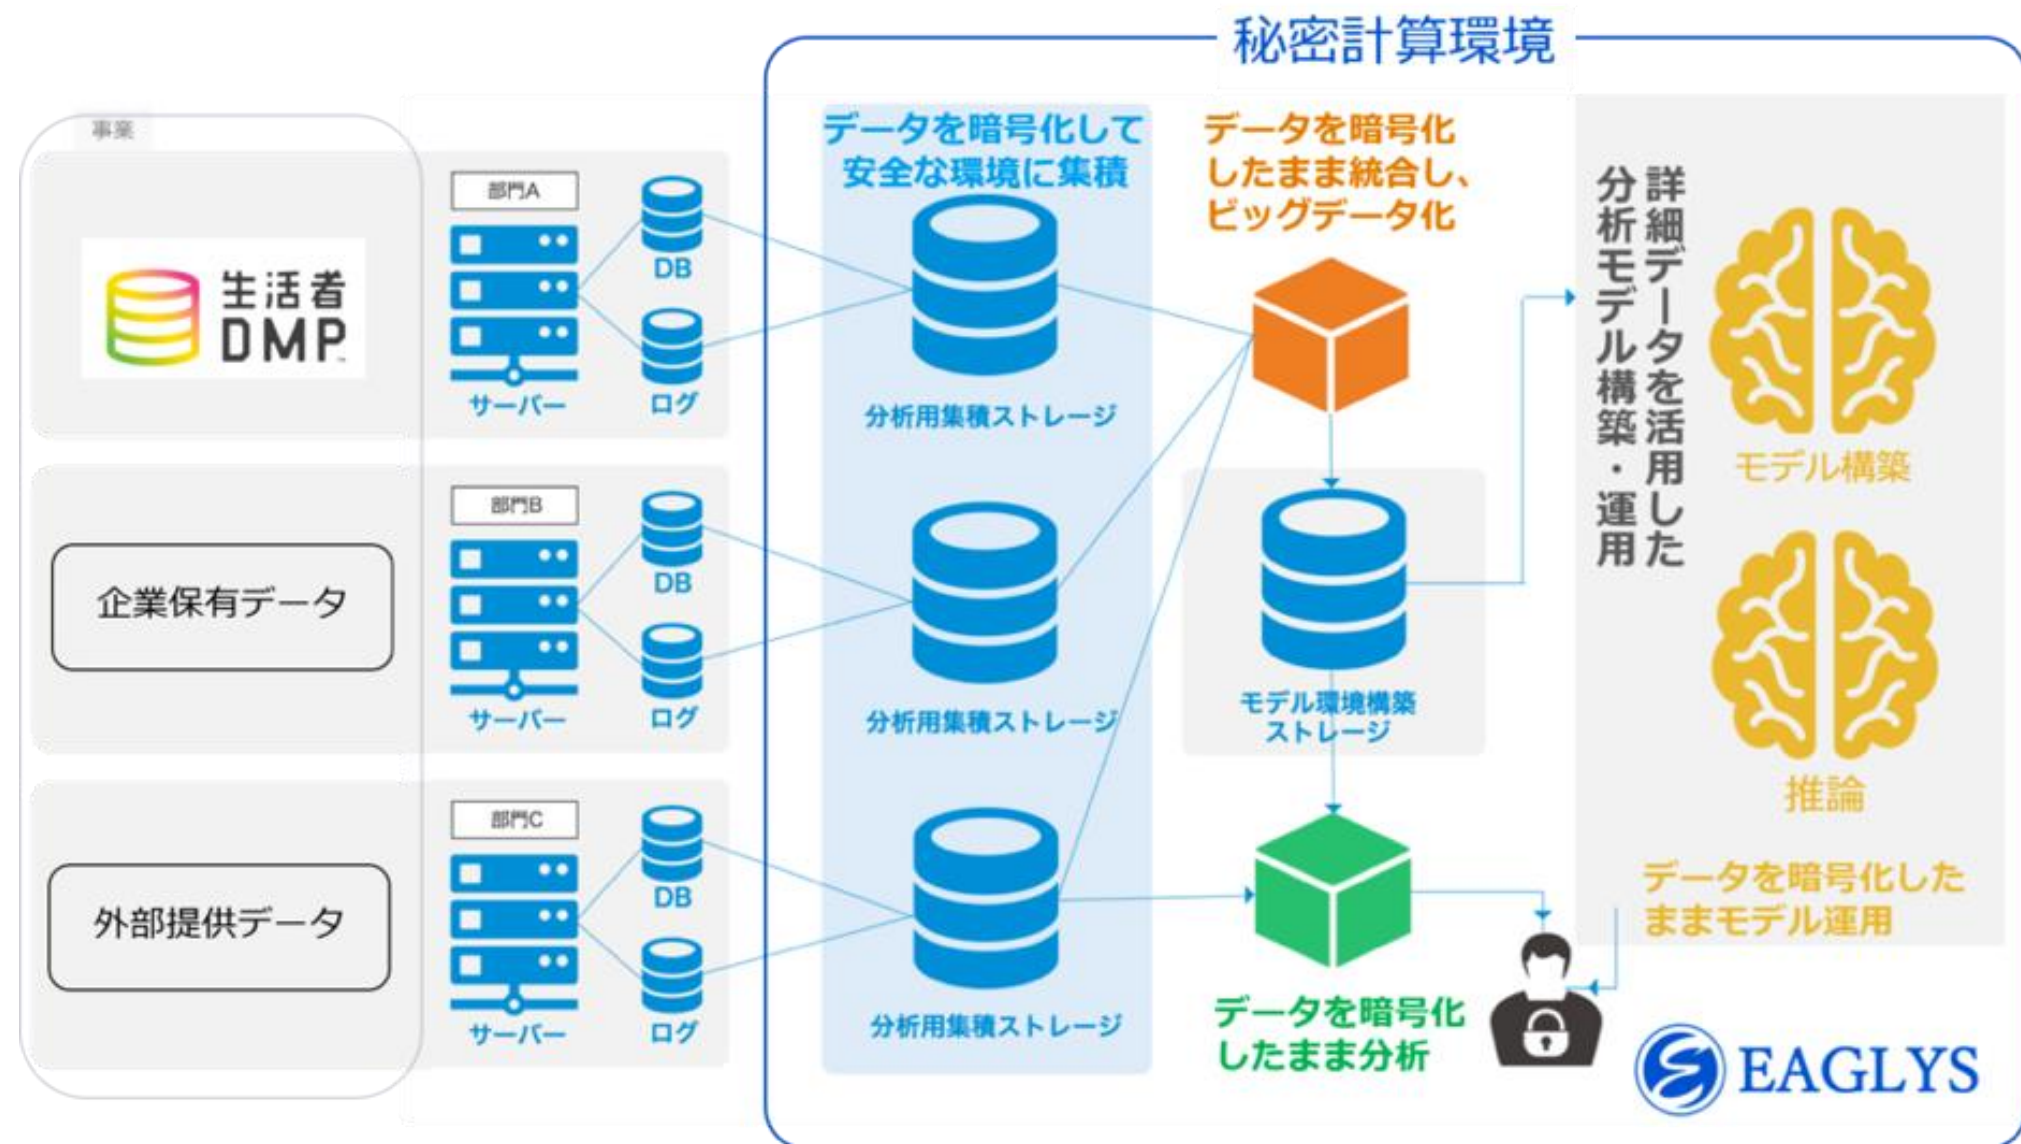 秘密計算環境
事業
生活者
DMP
部門A
サーバー
DB
ログ
企業保有データ
部門B
サーバー
DB
ログ
外部提供データ
部門C
サーバー
DB
ログ
データを暗号化して
安全な環境に集積
分析用集積ストレージ
分析用集積ストレージ
分析用集積ストレージ
データを暗号化
したまま統合し、
ビッグデータ化
モデル環境構築
ストレージ
データを暗号化
したまま分析
詳細データを活用した
分析モデル構築・運用
モデル構築
推論
データを暗号化した
ままモデル運用
EAGLYS